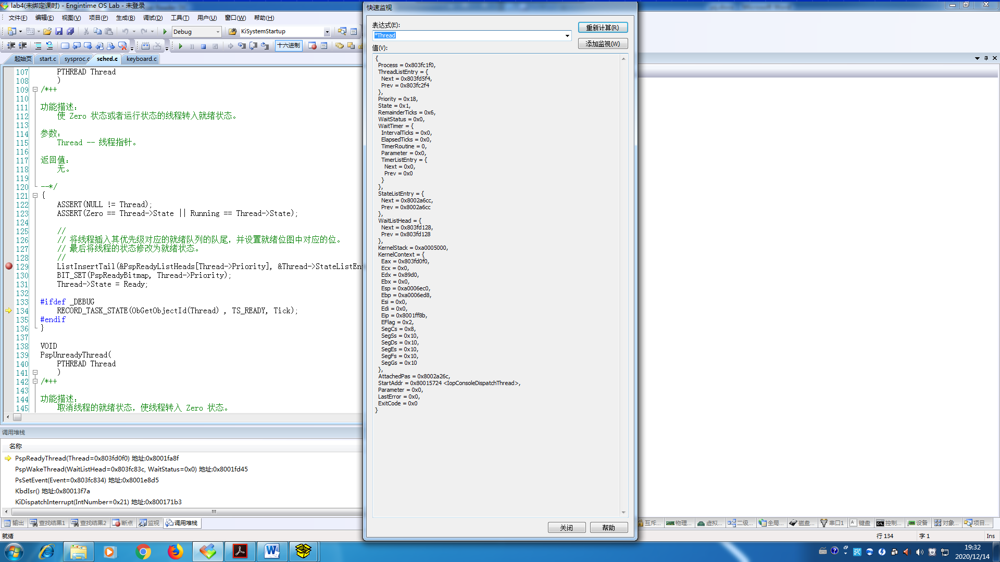 lab4(未绑定课时) - Engintime OS Lab - 未登录
文件(F) 编辑(E) 视图(V) 项目(P) 生成(B) 调试(D) 工具(T) 用户(U) 窗口(W) 帮助(H)
Debug KiSystemStartup
十六进制
起始页 start.c sysproc.c sched.c keyboard.c
107 PTHREAD Thread
108 )
109 /*++
110
111 功能描述:
112 使 Zero 状态或者运行状态的线程转入就绪状态。
113
114 参数:
115 Thread -- 线程指针。
116
117 返回值:
118 无。
119
120 --*/
121 {
122 ASSERT(NULL != Thread);
123 ASSERT(Zero == Thread->State || Running == Thread->State);
124
125 //
126 // 将线程插入其优先级对应的就绪队列的队尾，并设置就绪位图中对应的位。
127 // 最后将线程的状态修改为就绪状态。
128 //
129 ListInsertTail(&PspReadyListHeads[Thread->Priority], &Thread->StateListEn
130 BIT_SET(PspReadyBitmap, Thread->Priority);
131 Thread->State = Ready;
132
133 #ifdef _DEBUG
134 RECORD_TASK_STATE(ObGetObjectId(Thread) , TS_READY, Tick);
135 #endif
136 }
137
138 VOID
139 PspUnreadyThread(
140 PTHREAD Thread
141 )
142 /*++
143
144 功能描述:
145 取消线程的就绪状态，使线程转入 Zero 状态。
调用堆栈
名称
PspReadyThread(Thread=0x803fd0f0) 地址:0x8001fa8f
PspWakeThread(WaitListHead=0x803fc83c, WaitStatus=0x0) 地址:0x8001fd45
PsSetEvent(Event=0x803fc834) 地址:0x8001e8d5
KbdIsr() 地址:0x80013f7a
KiDispatchInterrupt(IntNumber=0x21) 地址:0x800171b3
输出 查找结果1 查找结果2 断点 监视 调用堆栈
快速监视
表达式(E):
*Thread
重新计算(R)
添加监视(W)
值(V):
{
Process = 0x803fc1f0,
ThreadListEntry = {
Next = 0x803fd5f4,
Prev = 0x803fc2f4
},
Priority = 0x18,
State = 0x1,
RemainderTicks = 0x6,
WaitStatus = 0x0,
WaitTimer = {
IntervalTicks = 0x0,
ElapsedTicks = 0x0,
TimerRoutine = 0,
Parameter = 0x0,
TimerListEntry = {
Next = 0x0,
Prev = 0x0
}
},
StateListEntry = {
Next = 0x8002a6cc,
Prev = 0x8002a6cc
},
WaitListHead = {
Next = 0x803fd128,
Prev = 0x803fd128
},
KernelStack = 0xa0005000,
KernelContext = {
Eax = 0x803fd0f0,
Ecx = 0x0,
Edx = 0x89d0,
Ebx = 0x0,
Esp = 0xa0006ec0,
Ebp = 0xa0006ed8,
Esi = 0x0,
Edi = 0x0,
Eip = 0x8001ff8b,
EFlag = 0x2,
SegCs = 0x8,
SegSs = 0x10,
SegDs = 0x10,
SegEs = 0x10,
SegFs = 0x10,
SegGs = 0x10
},
AttachedPas = 0x8002a26c,
StartAddr = 0x80015724 <IopConsoleDispatchThread>,
Parameter = 0x0,
LastError = 0x0,
ExitCode = 0x0
}
关闭 帮助
互斥... 物理... 虚拟... 二级... 全局... 磁盘... 串口1 键盘 控制... 设备 对象... 项目...
就绪 行 134 字 1 Ins
19:32
2020/12/14